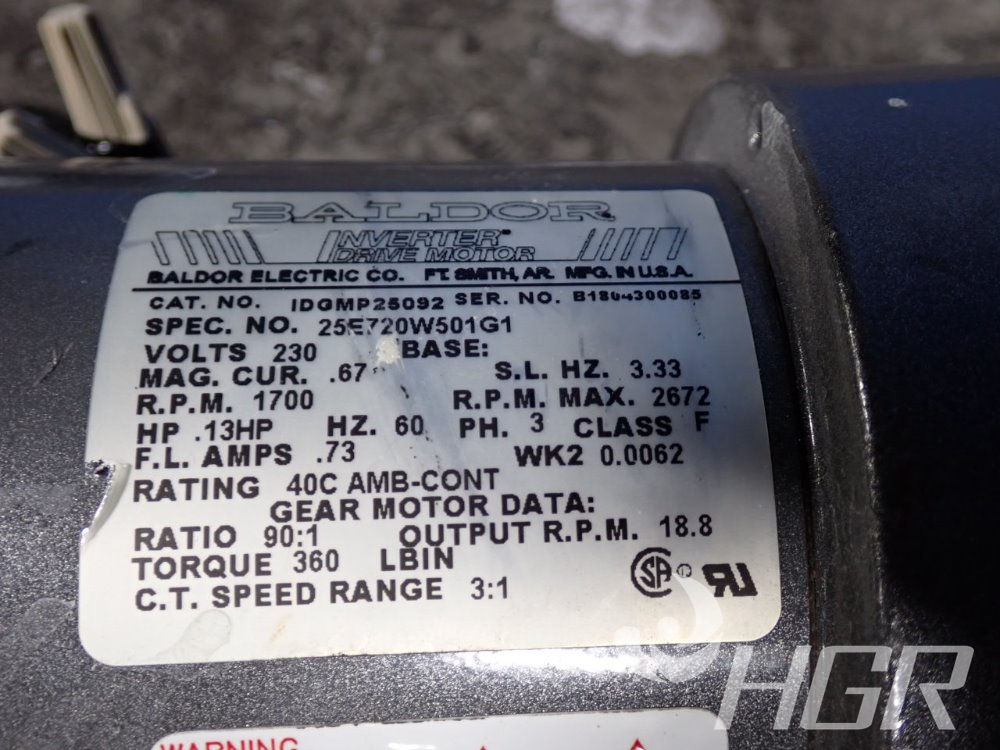 BALDOR
INVERTER
DRIVE MOTOR
BALDOR ELECTRIC CO. FT. SMITH, AR. MFG. IN U.S.A.
CAT. NO. IDGMP25092 SER. NO. B1804300085
SPEC. NO. 25E720W501G1
VOLTS 230 BASE:
MAG. CUR. .67 S.L. HZ. 3.33
R.P.M. 1700 R.P.M. MAX. 2672
HP .13HP HZ. 60 PH. 3 CLASS F
F.L. AMPS .73 WK2 0.0062
RATING 40C AMB-CONT
GEAR MOTOR DATA:
RATIO 90:1 OUTPUT R.P.M. 18.8
TORQUE 360 LBIN
C.T. SPEED RANGE 3:1
HGR
WARNING